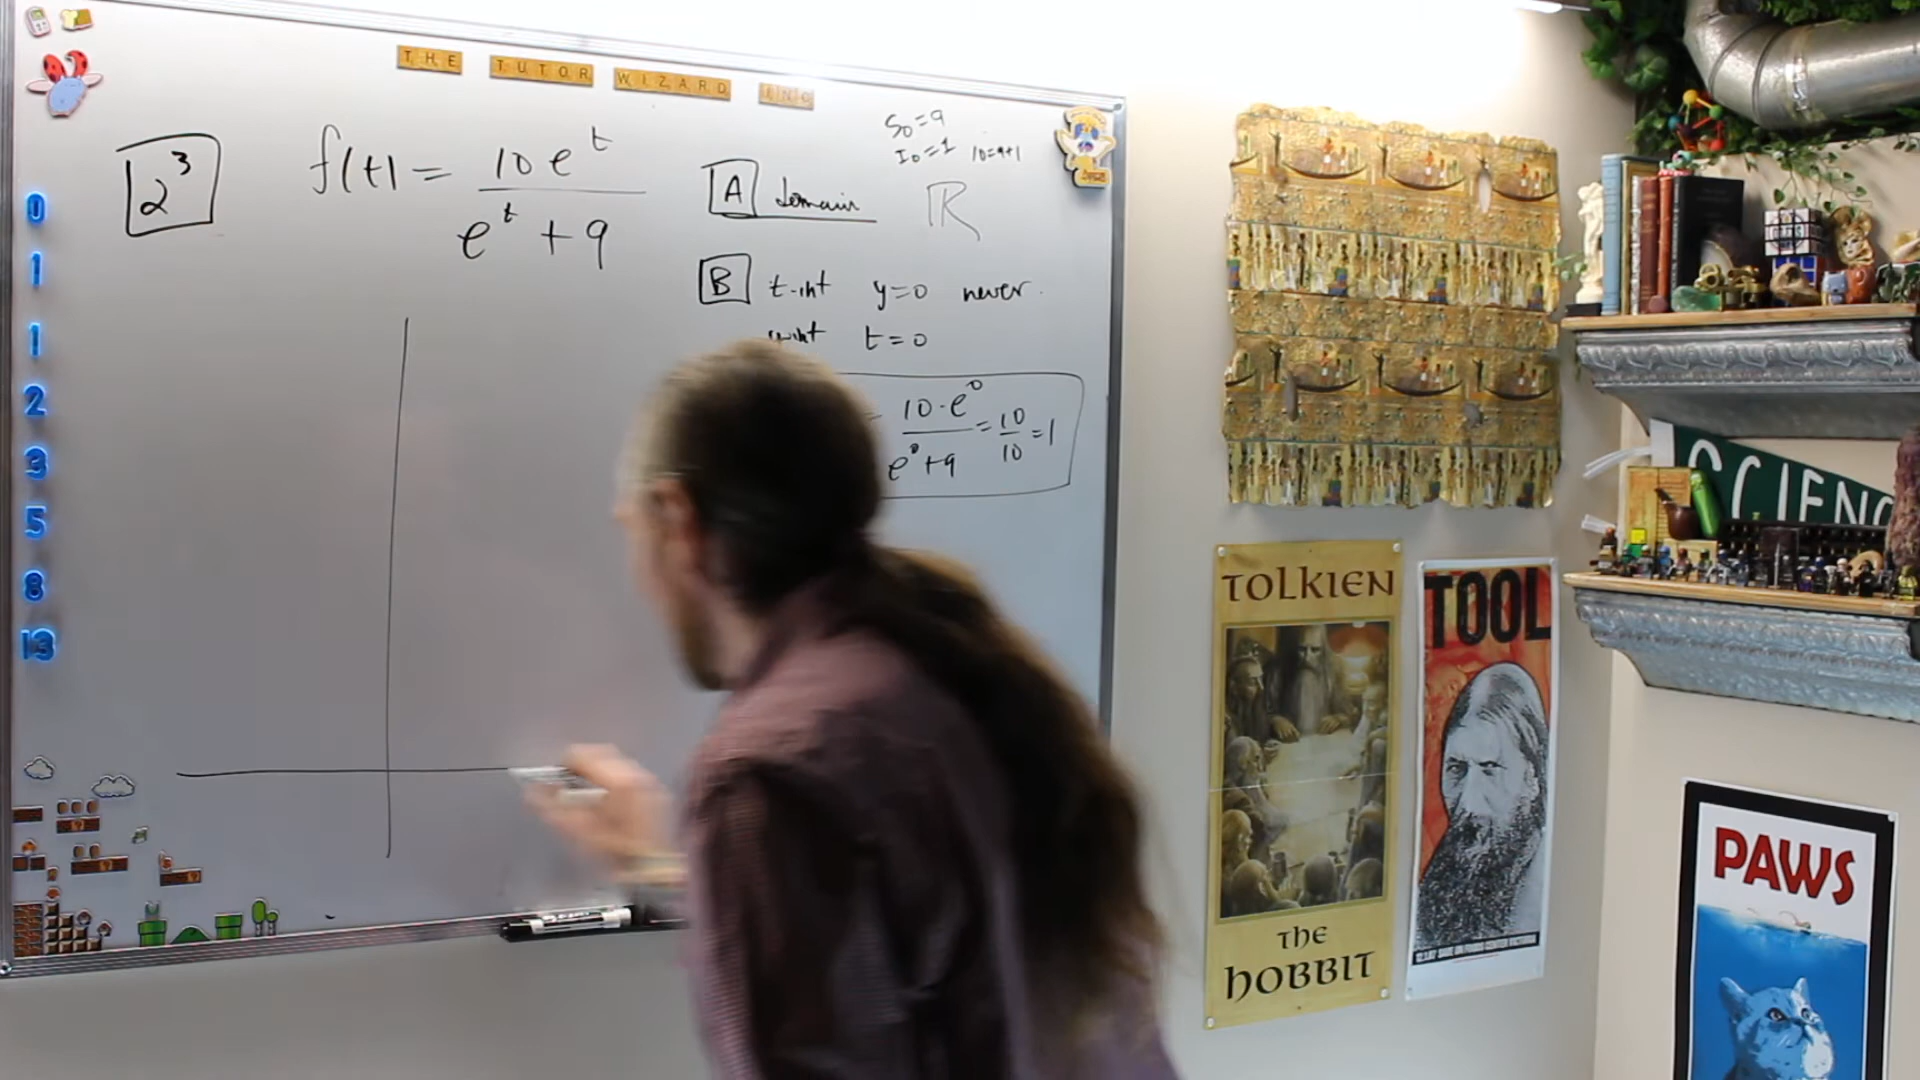 THE TUTOR WIZARD INC
2³
f(t) = 10e^t / e^t + 9
S₀=9
I₀=1 10=9+1
A domain ℝ
B t-int y=0 never.
y-int t=0
= 10·e⁰ / e⁰+9 = 10/10 = 1
0
1
1
2
3
5
8
13
SCIENC
TOLKIEN
THE
HOBBIT
TOOL
PAWS